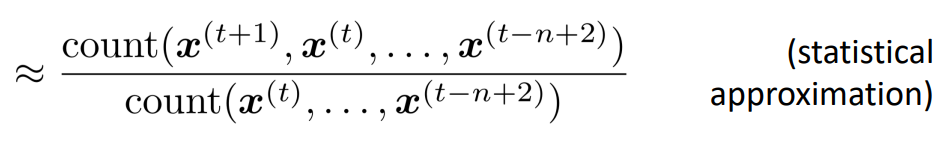 ≈ count(𝒙^(t+1), 𝒙^(t), . . . , 𝒙^(t−n+2)) / count(𝒙^(t), . . . , 𝒙^(t−n+2))
(statistical
approximation)